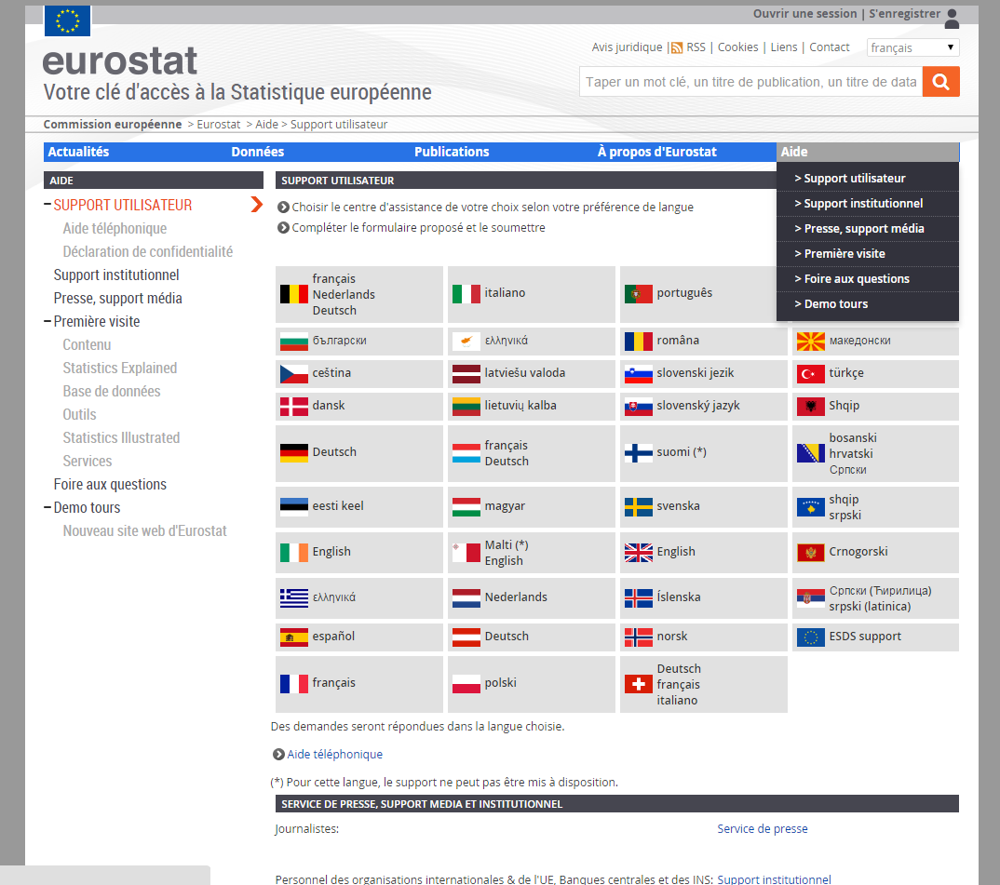 Ouvrir une session | S'enregistrer
Avis juridique | RSS | Cookies | Liens | Contact
français
eurostat
Votre clé d'accès à la Statistique européenne
Taper un mot clé, un titre de publication, un titre de data
Commission européenne > Eurostat > Aide > Support utilisateur
Actualités
Données
Publications
À propos d'Eurostat
Aide
> Support utilisateur
> Support institutionnel
> Presse, support média
> Première visite
> Foire aux questions
> Demo tours
AIDE
SUPPORT UTILISATEUR
Aide téléphonique
Déclaration de confidentialité
Support institutionnel
Presse, support média
Première visite
Contenu
Statistics Explained
Base de données
Outils
Statistics Illustrated
Services
Foire aux questions
Demo tours
Nouveau site web d'Eurostat
SUPPORT UTILISATEUR
Choisir le centre d'assistance de votre choix selon votre préférence de langue
Compléter le formulaire proposé et le soumettre
français
Nederlands
Deutsch
italiano
português
български
ελληνικά
româna
македонски
ceština
latviešu valoda
slovenski jezik
türkçe
dansk
lietuvių kalba
slovenský jazyk
Shqip
Deutsch
français
Deutsch
suomi (*)
bosanski
hrvatski
Српски
eesti keel
magyar
svenska
shqip
srpski
English
Malti (*)
English
English
Crnogorski
ελληνικά
Nederlands
Íslenska
Српски (Ћирилица)
srpski (latinica)
español
Deutsch
norsk
ESDS support
français
polski
Deutsch
français
italiano
Des demandes seront répondues dans la langue choisie.
Aide téléphonique
(*) Pour cette langue, le support ne peut pas être mis à disposition.
SERVICE DE PRESSE, SUPPORT MEDIA ET INSTITUTIONNEL
Journalistes:
Service de presse
Personnel des organisations internationales & de l'UE, Banques centrales et des INS: Support institutionnel